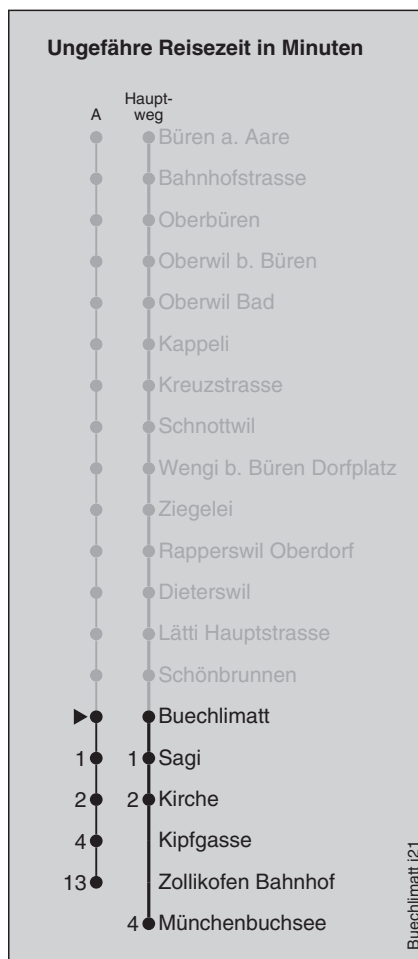 Ungefähre Reisezeit in Minuten
A Haupt-
weg
Büren a. Aare
Bahnhofstrasse
Oberbüren
Oberwil b. Büren
Oberwil Bad
Kappeli
Kreuzstrasse
Schnottwil
Wengi b. Büren Dorfplatz
Ziegelei
Rapperswil Oberdorf
Dieterswil
Lätti Hauptstrasse
Schönbrunnen
Buechlimatt
1 1 Sagi
2 2 Kirche
4 Kipfgasse
13 Zollikofen Bahnhof
4 Münchenbuchsee
Buechlimatt i21